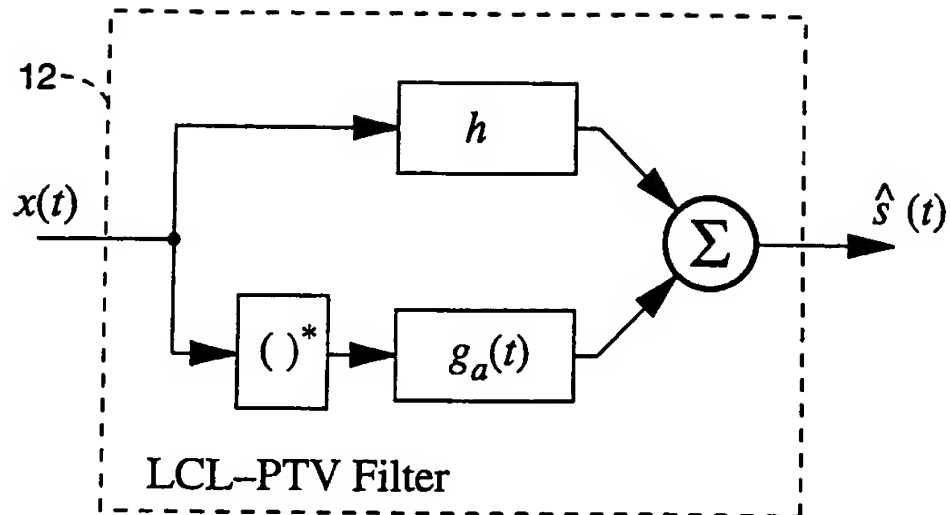 12
h
x(t)
Σ
ŝ (t)
( )*
gₐ(t)
LCL–PTV Filter